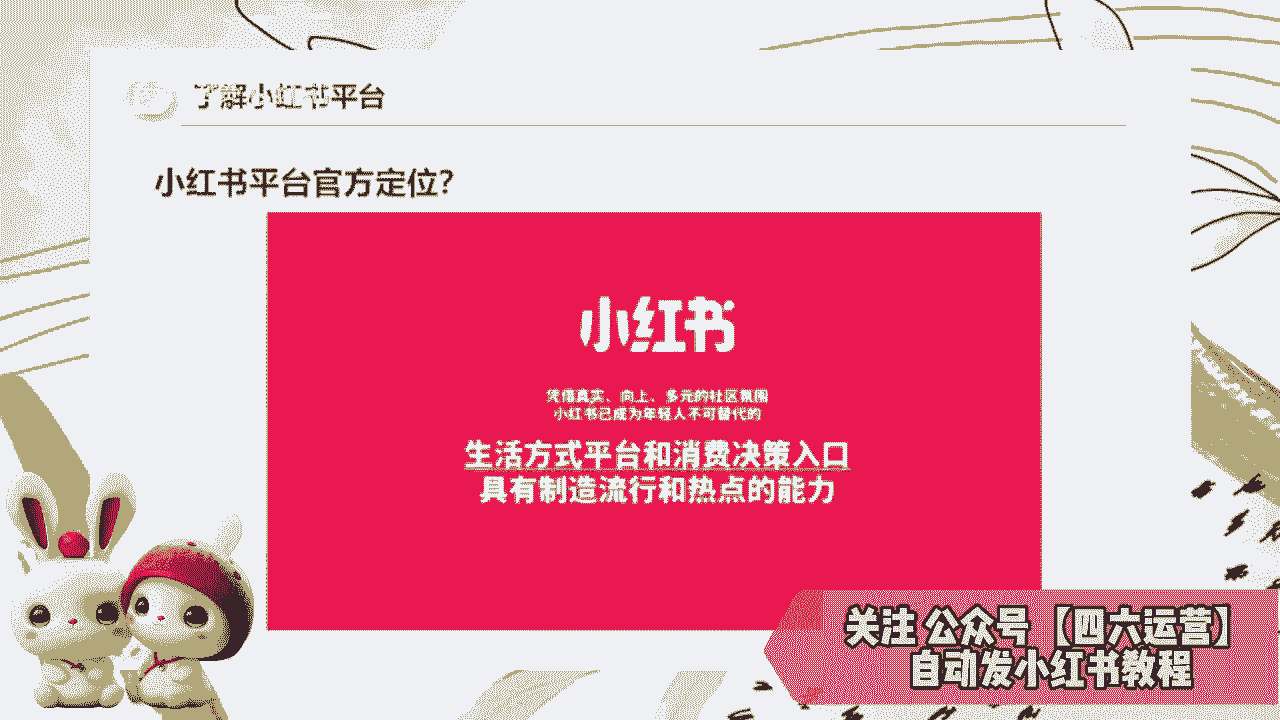 了解小红书平台
小红书平台官方定位?
小红书
凭借真实、向上、多元的社区氛围
小红书已成为年轻人不可替代的
生活方式平台和消费决策入口
具有制造流行和热点的能力
关注 公众号 【四六运营】
自动发小红书教程